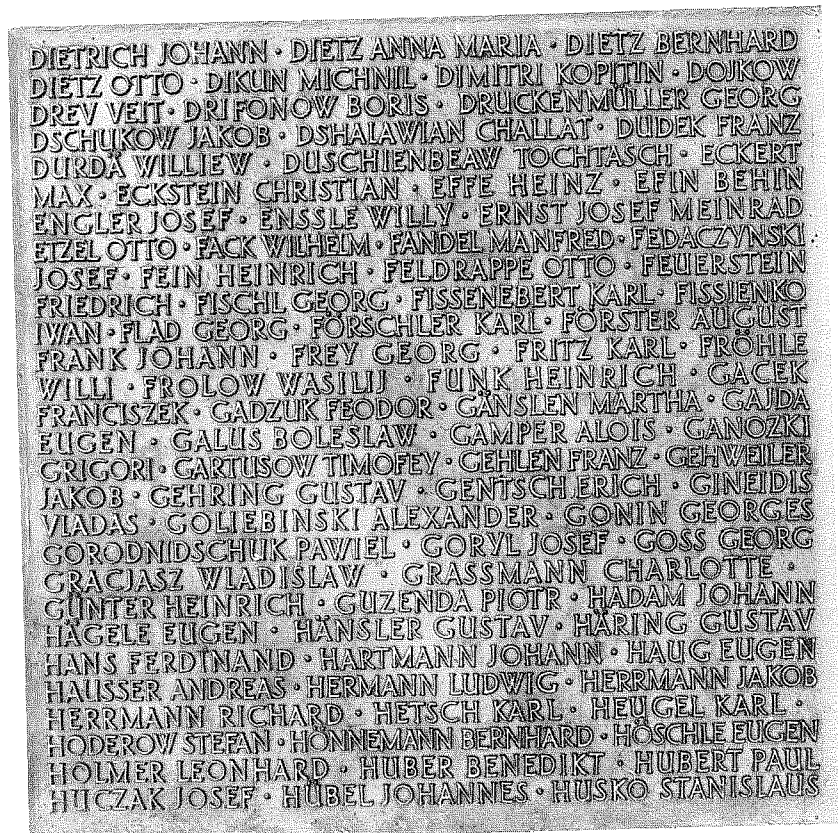 DIETRICH JOHANN · DIETZ ANNA MARIA · DIETZ BERNHARD
DIETZ OTTO · DIKUN MICHNIL · DIMITRI KOPITIN · DOJKOW
DREV VEIT · DRIFONOW BORIS · DRUCKENMÜLLER GEORG
DSCHUKOW JAKOB · DSHALAWIAN CHALLAT · DUDEK FRANZ
DURDA WILLIEW · DUSCHIENBEAW TOCHTASCH · ECKERT
MAX · ECKSTEIN CHRISTIAN · EFFE HEINZ · EFIN BEHIN
ENGLER JOSEF · ENSSLE WILLY · ERNST JOSEF MEINRAD
ETZEL OTTO · FACK WILHELM · FANDEL MANFRED · FEDACZYNSKI
JOSEF · FEIN HEINRICH · FELDRAPPE OTTO · FEUERSTEIN
FRIEDRICH · FISCHL GEORG · FISSENEBERT KARL · FISSJENKO
IWAN · FLAD GEORG · FÖRSCHLER KARL · FÖRSTER AUGUST
FRANK JOHANN · FREY GEORG · FRITZ KARL · FRÖHLE
WILLI · FROLOW WASILIJ · FUNK HEINRICH · GACEK
FRANCISZEK · GADZUK FEODOR · GÄNSLEN MARTHA · GAJDA
EUGEN · GALUS BOLESLAW · GAMPER ALOIS · GANOZKI
GRIGORI · GARTUSOW TIMOFEY · GEHLEN FRANZ · GEHWEILER
JAKOB · GEHRING GUSTAV · GENTSCH ERICH · GINEIDIS
VLADAS · GOLIEBINSKI ALEXANDER · GONIN GEORGES
GORODNIDSCHUK PAWIEL · GORYL JOSEF · GOSS GEORG
GRACJASZ WLADISLAW · GRASSMANN CHARLOTTE ·
GÜNTER HEINRICH · GUZENDA PIOTR · HADAM JOHANN
HÄGELE EUGEN · HÄNSLER GUSTAV · HÄRING GUSTAV
HANS FERDINAND · HARTMANN JOHANN · HAUG EUGEN
HAUSSER ANDREAS · HERMANN LUDWIG · HERRMANN JAKOB
HERRMANN RICHARD · HETSCH KARL · HEUGEL KARL ·
HODEROW STEFAN · HÖNNEMANN BERNHARD · HÖSCHLE EUGEN
HOLMER LEONHARD · HUBER BENEDIKT · HUBERT PAUL
HUCZAK JOSEF · HÜBEL JOHANNES · HUSKO STANISLAUS